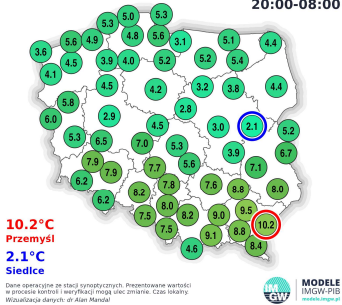 20:00-08:00
5.3 5.0 5.3
5.6 4.9 4.8 5.6 3.1 5.1 4.4
3.6 4.5 3.9 4.0 5.2 5.2 5.4
4.1 4.5 4.2 3.2 3.8 4.4
5.8 2.8
6.0 2.9 4.5 3.0 2.1 5.2
5.3 6.5 7.0 5.3 3.9 6.7
7.9 7.9 7.7 5.6 7.1
6.2 8.2 7.8 7.6 8.8 8.0
6.2 8.0 8.2 9.0 9.5
7.5 7.5 9.1 8.8 10.2
4.6 8.4
10.2°C
Przemyśl
2.1°C
Siedlce
Dane operacyjne ze stacji synoptycznych. Prezentowane wartości
w procesie kontroli i weryfikacji mogą ulec zmianie. Czas lokalny.
Wizualizacja danych: dr Alan Mandal
IM
GW
MODELE
IMGW-PIB
modele.imgw.pl